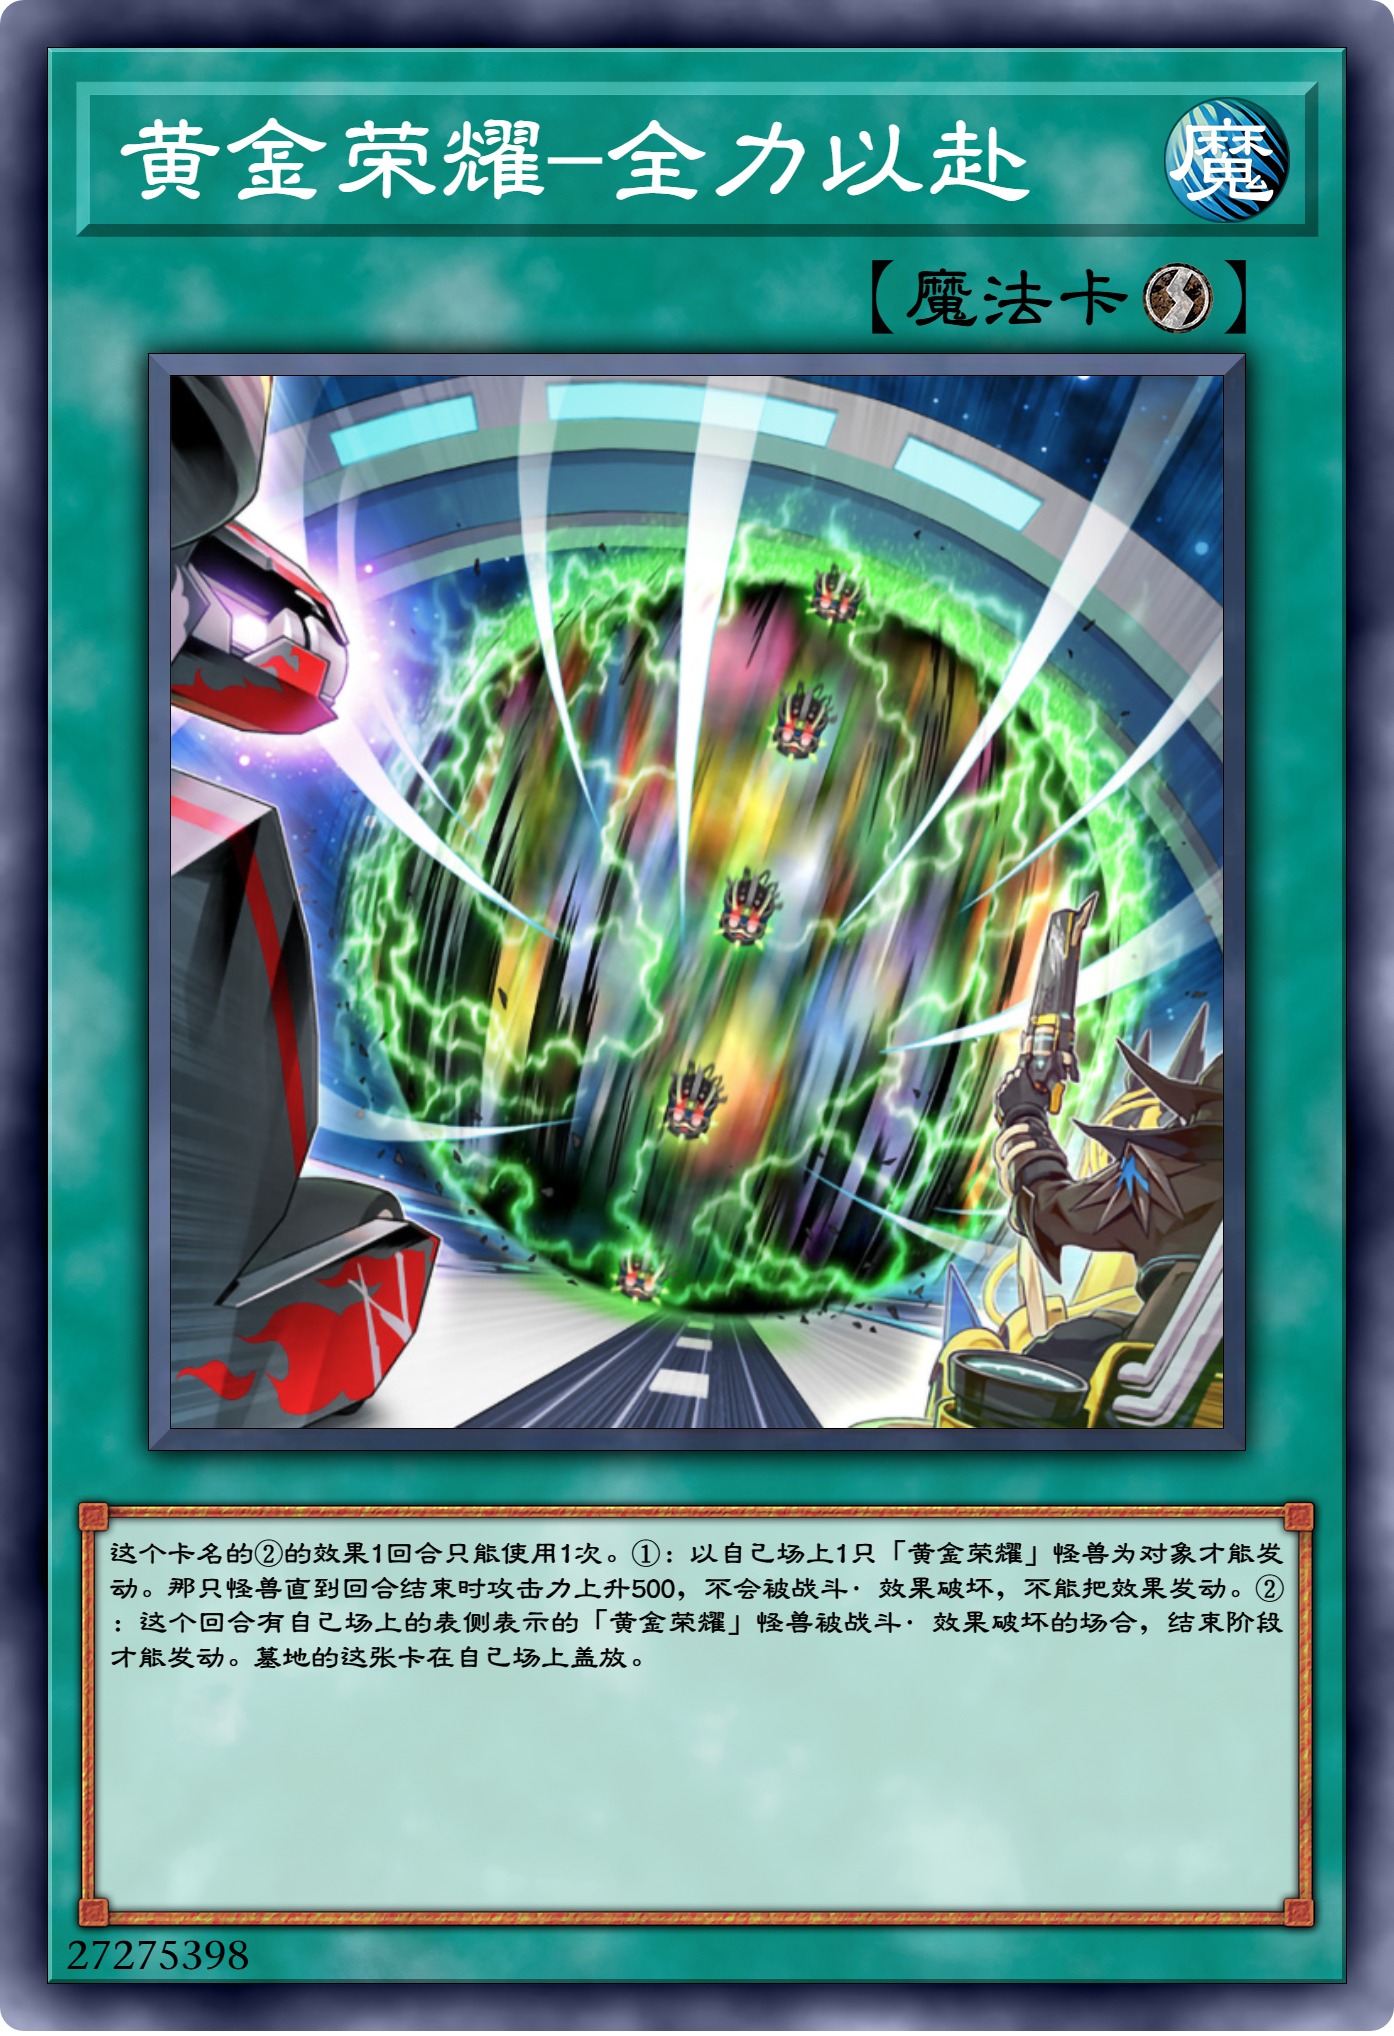 黄金荣耀-全力以赴
魔
【魔法卡】
这个卡名的②的效果1回合只能使用1次。①：以自己场上1只「黄金荣耀」怪兽为对象才能发
动。那只怪兽直到回合结束时攻击力上升500，不会被战斗·效果破坏，不能把效果发动。②
：这个回合有自己场上的表侧表示的「黄金荣耀」怪兽被战斗·效果破坏的场合，结束阶段
才能发动。墓地的这张卡在自己场上盖放。
27275398